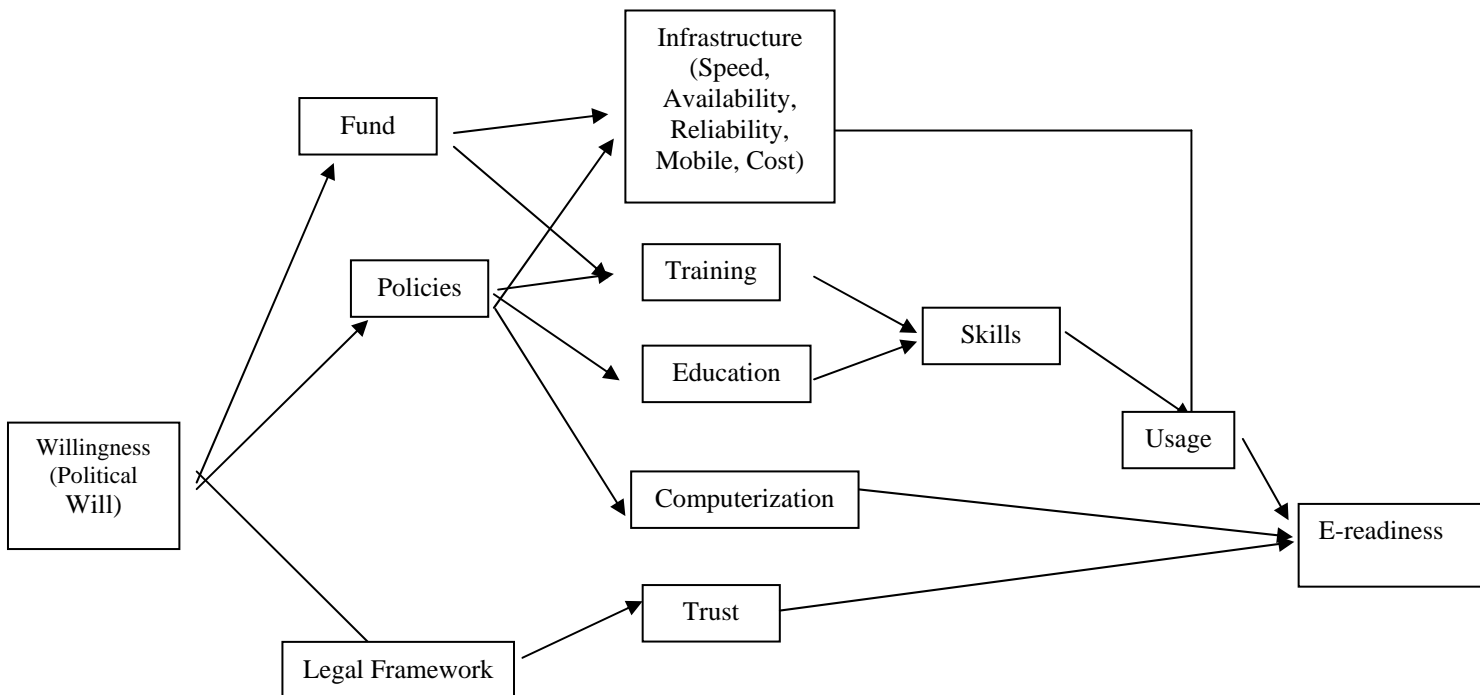 Infrastructure
(Speed,
Availability,
Reliability,
Mobile, Cost)
Fund
Training
Policies
Skills
Education
Usage
Willingness
(Political
Will)
Computerization
E-readiness
Trust
Legal Framework